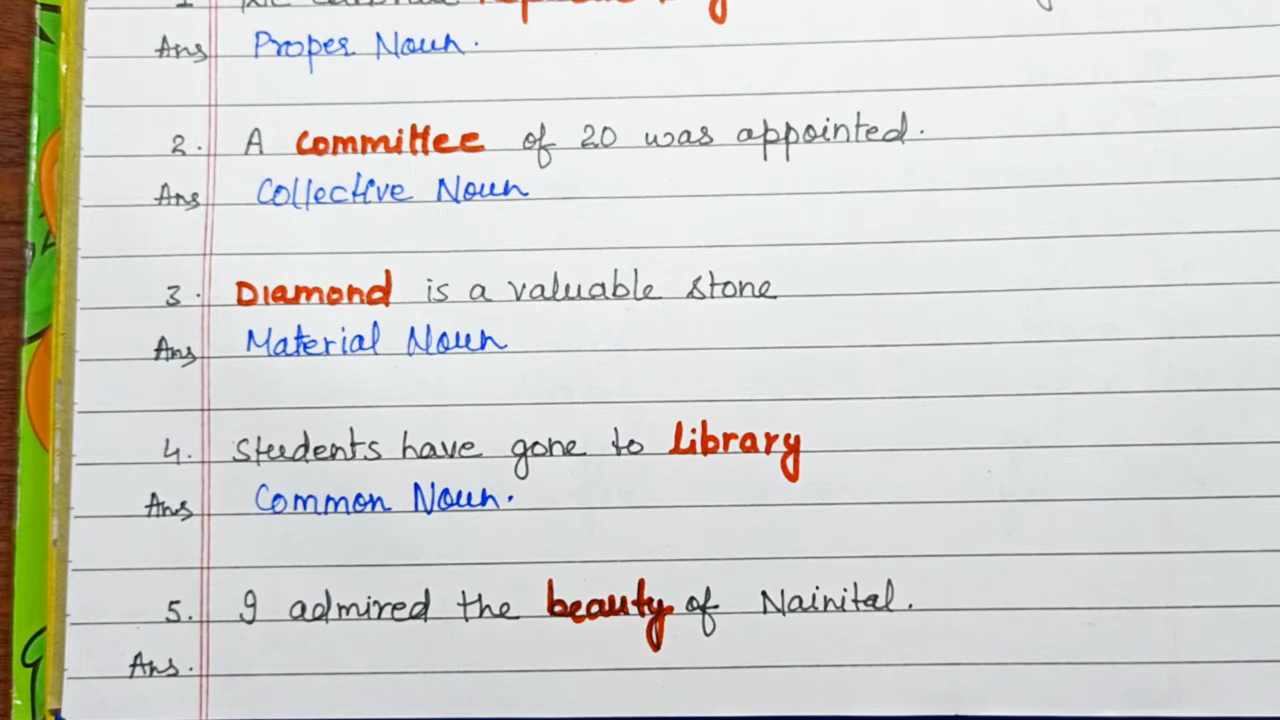 Ans Proper Noun.
2. A committee of 20 was appointed.
Ans Collective Noun
3. Diamond is a valuable stone
Ans Material Noun
4. Students have gone to library
Ans Common Noun.
5. I admired the beauty of Nainital.
Ans.